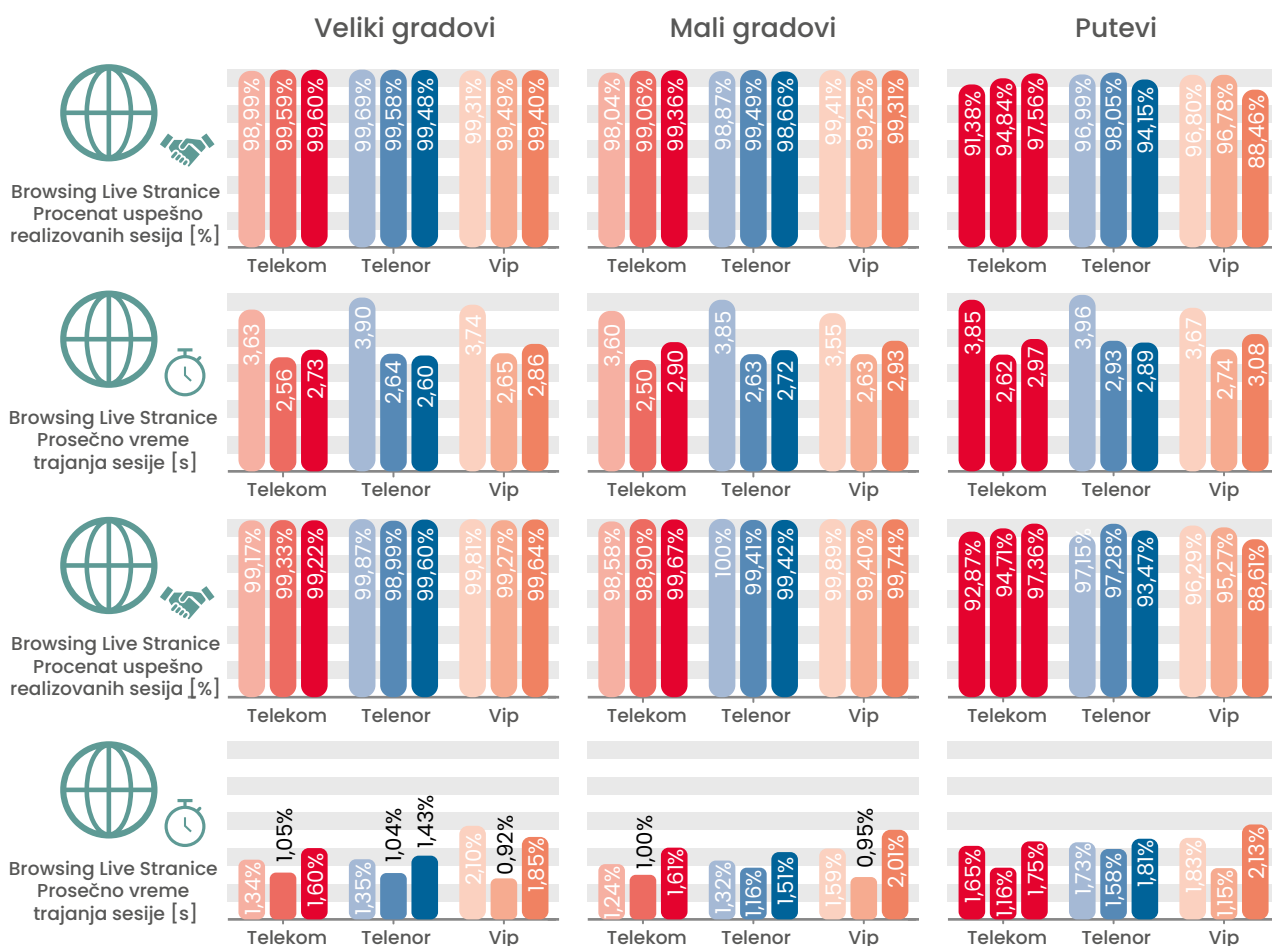 Veliki gradovi
Mali gradovi
Putevi
Browsing Live Stranice
Procenat uspešno
realizovanih sesija [%]
98,99% 99,59% 99,60% 99,69% 99,58% 99,48% 99,31% 99,49% 99,40%
Telekom Telenor Vip
98,04% 99,06% 99,36% 98,87% 99,49% 98,66% 99,41% 99,25% 99,31%
Telekom Telenor Vip
91,38% 94,84% 97,56% 96,99% 98,05% 94,15% 96,80% 96,78% 88,46%
Telekom Telenor Vip
Browsing Live Stranice
Prosečno vreme
trajanja sesije [s]
3,63 2,56 2,73 3,90 2,64 2,60 3,74 2,65 2,86
Telekom Telenor Vip
3,60 2,50 2,90 3,85 2,63 2,72 3,55 2,63 2,93
Telekom Telenor Vip
3,85 2,62 2,97 3,96 2,93 2,89 3,67 2,74 3,08
Telekom Telenor Vip
Browsing Live Stranice
Procenat uspešno
realizovanih sesija [%]
99,17% 99,33% 99,22% 99,87% 98,99% 99,60% 99,81% 99,27% 99,64%
Telekom Telenor Vip
98,58% 98,90% 99,67% 100% 99,41% 99,42% 99,89% 99,40% 99,74%
Telekom Telenor Vip
92,87% 94,71% 97,36% 97,15% 97,28% 93,47% 96,29% 95,27% 88,61%
Telekom Telenor Vip
Browsing Live Stranice
Prosečno vreme
trajanja sesije [s]
1,34% 1,05% 1,60% 1,35% 1,04% 1,43% 2,10% 0,92% 1,85%
Telekom Telenor Vip
1,24% 1,00% 1,61% 1,32% 1,16% 1,51% 1,59% 0,95% 2,01%
Telekom Telenor Vip
1,65% 1,16% 1,75% 1,73% 1,58% 1,81% 1,83% 1,15% 2,13%
Telekom Telenor Vip